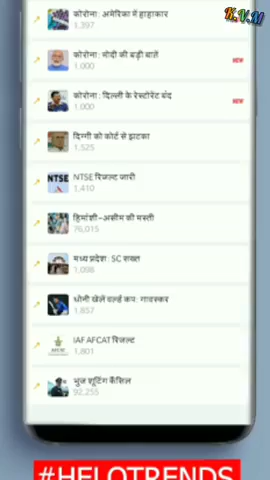 K.V.M
कोरोना: अमेरिका में हाहाकार
1,397
कोरोना: मोदी की बड़ी बातें
1,000
NEW
कोरोना: दिल्ली के रेस्टोरेंट बंद
1,000
NEW
दिग्गी को कोर्ट से झटका
1,525
NTSE रिजल्ट जारी
1,410
हिमांशी-असीम की मस्ती
76,015
मध्य प्रदेश: SC सख्त
1,098
धोनी खेलें वर्ल्ड कप: गावस्कर
1,857
IAF AFCAT रिजल्ट
1,801
भुज शूटिंग कैंसिल
92,255
#HELOTRENDS